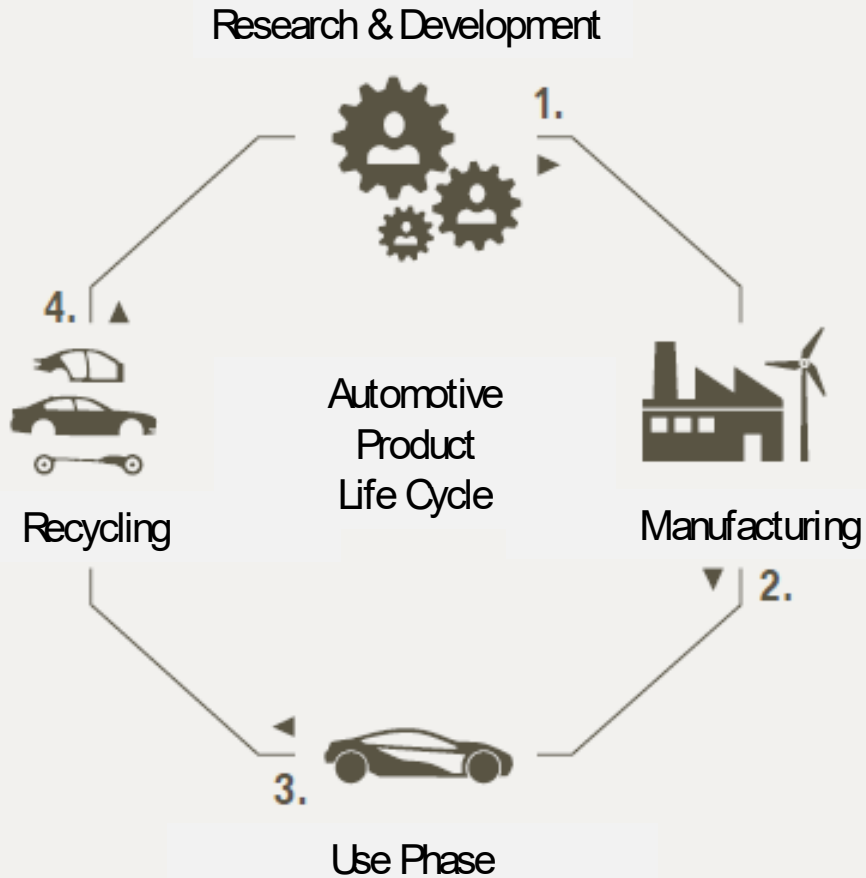 Research & Development
1.
4.
Automotive
Product
Life Cycle
Recycling
Manufacturing
2.
3.
Use Phase